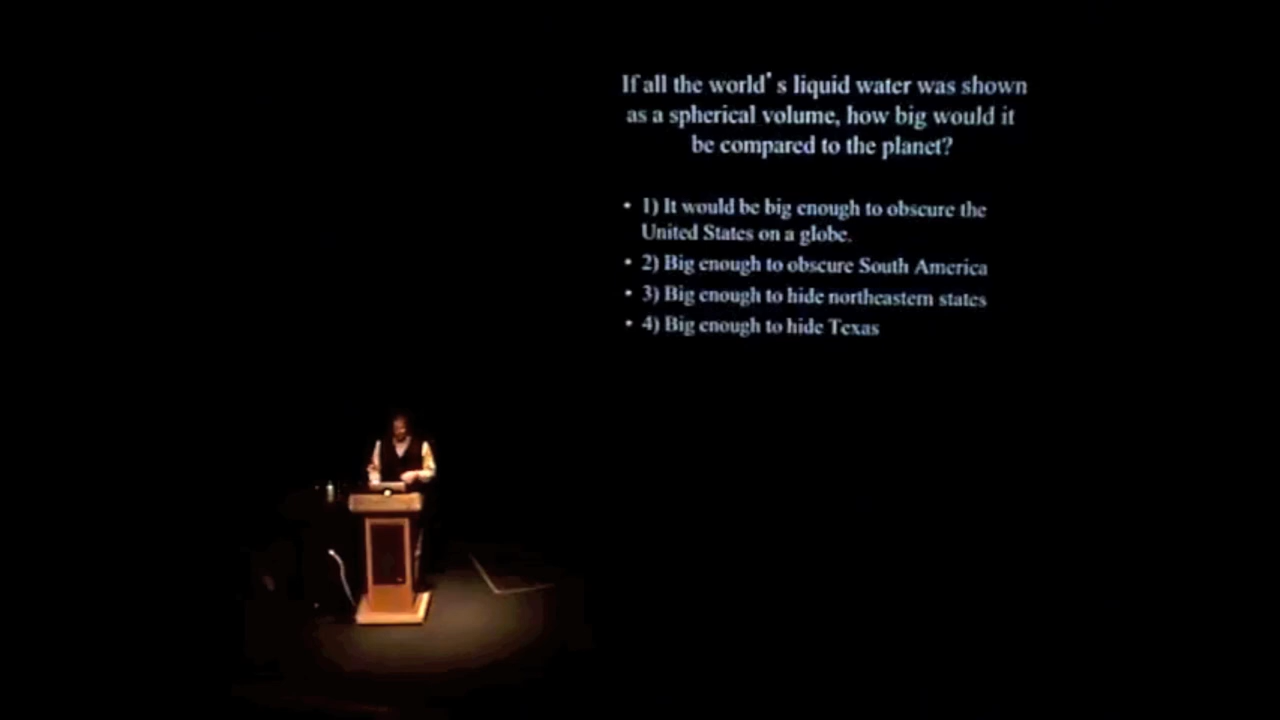 If all the world's liquid water was shown
as a spherical volume, how big would it
be compared to the planet?
• 1) It would be big enough to obscure the
United States on a globe.
• 2) Big enough to obscure South America
• 3) Big enough to hide northeastern states
• 4) Big enough to hide Texas